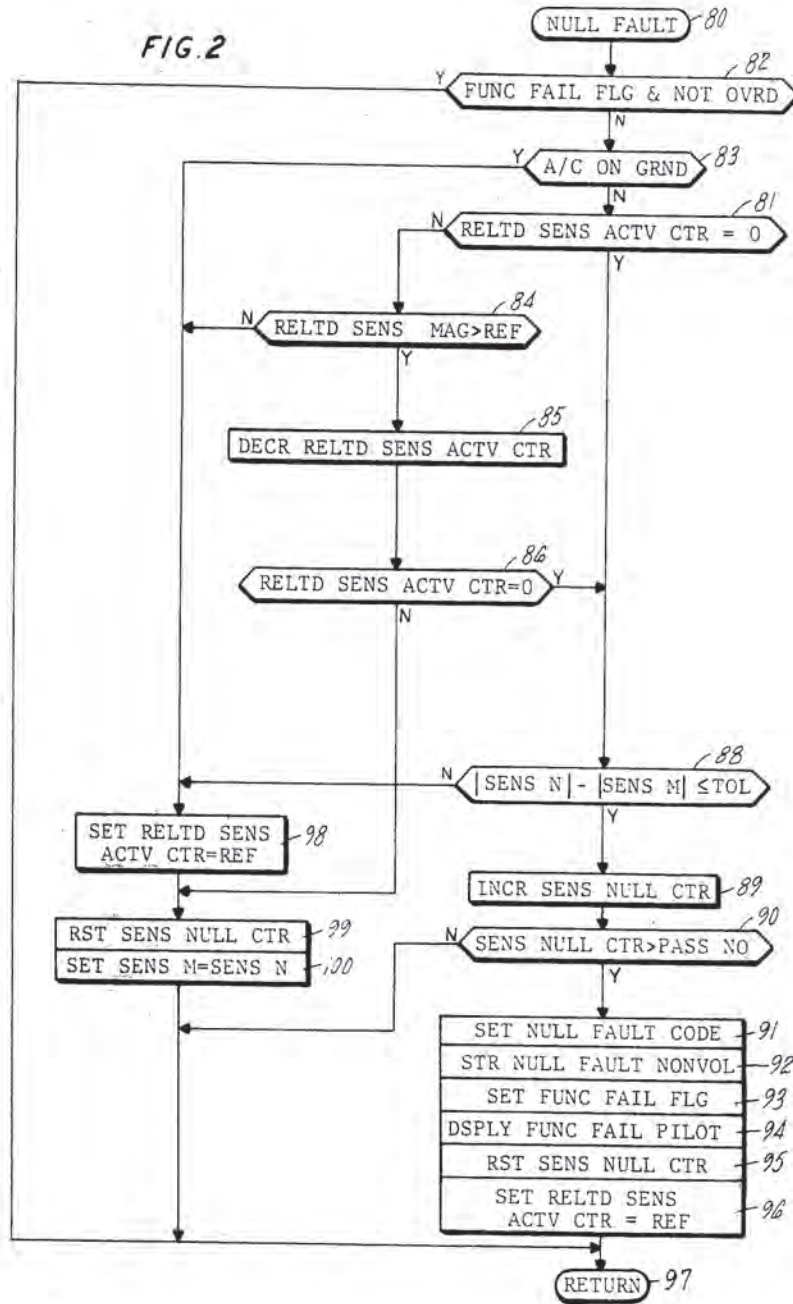 FIG.2
NULL FAULT
80
Y
82
FUNC FAIL FLG & NOT OVRD
N
Y
83
A/C ON GRND
N
81
N
RELTD SENS ACTV CTR = 0
Y
84
N
RELTD SENS MAG>REF
Y
85
DECR RELTD SENS ACTV CTR
86
RELTD SENS ACTV CTR=0
Y
N
88
N
|SENS N| - |SENS M| ≤TOL
Y
SET RELTD SENS
ACTV CTR=REF
98
INCR SENS NULL CTR
89
90
RST SENS NULL CTR
99
N
SENS NULL CTR>PASS NO
SET SENS M=SENS N
100
Y
SET NULL FAULT CODE
91
STR NULL FAULT NONVOL
92
SET FUNC FAIL FLG
93
DSPLY FUNC FAIL PILOT
94
RST SENS NULL CTR
95
SET RELTD SENS
ACTV CTR = REF
96
RETURN
97